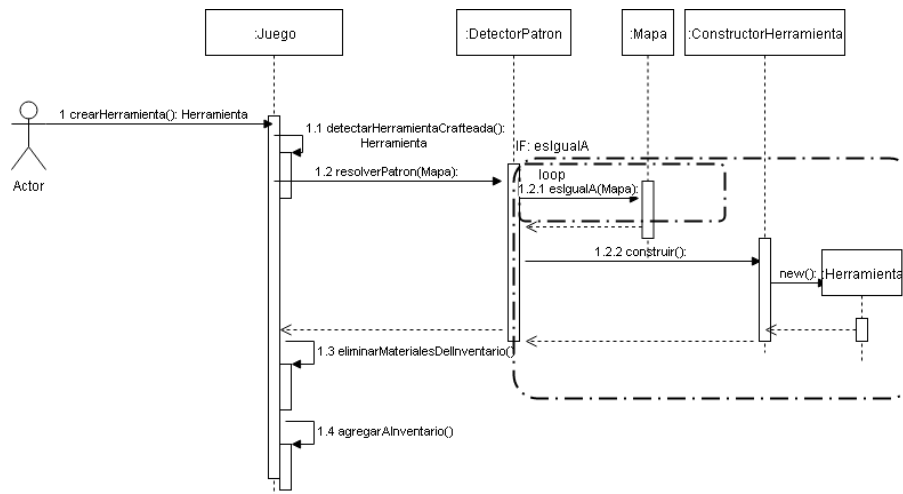 :Juego
:DetectorPatron
:Mapa
:ConstructorHerramienta
1 crearHerramienta(): Herramienta
Actor
1.1 detectarHerramientaCrafteada():
Herramienta
IF: esIgualA
1.2 resolverPatron(Mapa):
loop
1.2.1 esIgualA(Mapa):
1.2.2 construir():
new():
:Herramienta
1.3 eliminarMaterialesDelInventario()
1.4 agregarAInventario()